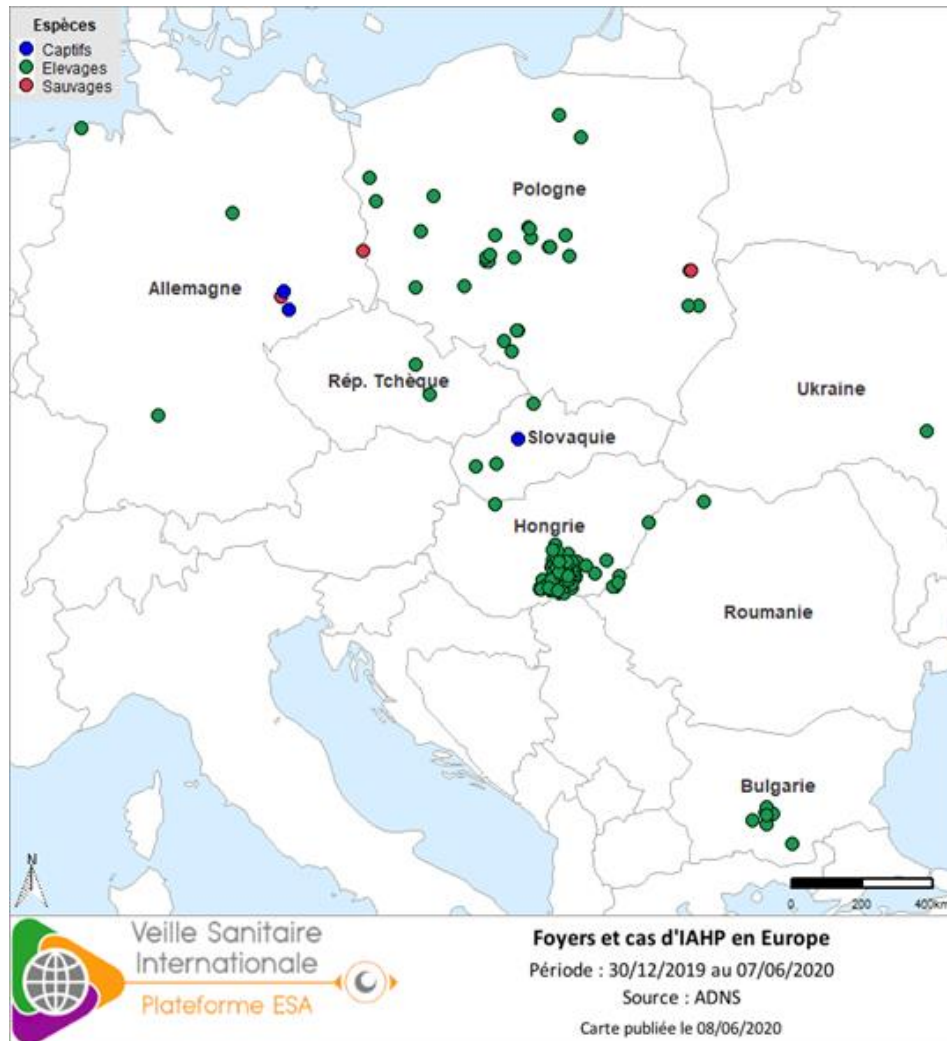 Espèces
Captifs
Elevages
Sauvages
Pologne
Allemagne
Rép. Tchèque
Ukraine
Slovaquie
Hongrie
Roumanie
Bulgarie
N
0 200 400km
Veille Sanitaire
Internationale
Plateforme ESA
Foyers et cas d'IAHP en Europe
Période : 30/12/2019 au 07/06/2020
Source : ADNS
Carte publiée le 08/06/2020